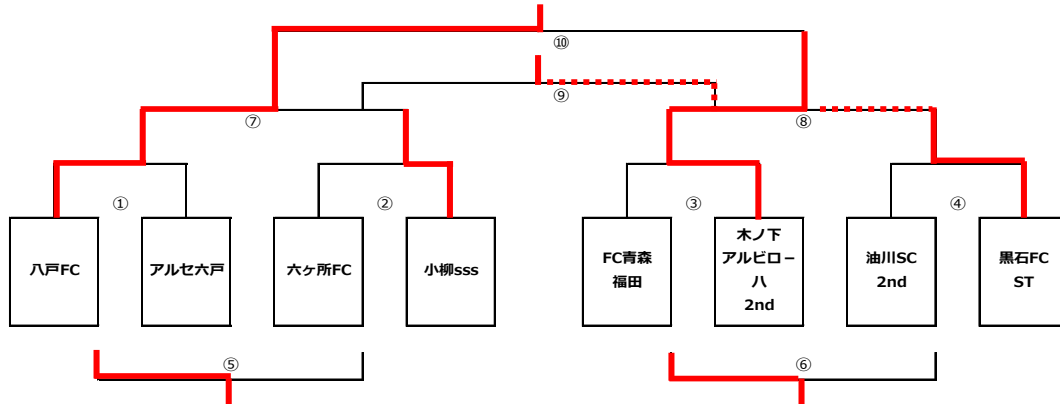 ⑩
⑨
⑦
⑧
①
②
③
④
八戸FC
アルセ六戸
六ヶ所FC
小柳sss
FC青森
福田
木ノ下
アルビロー
八
2nd
油川SC
2nd
黒石FC
ST
⑤
⑥